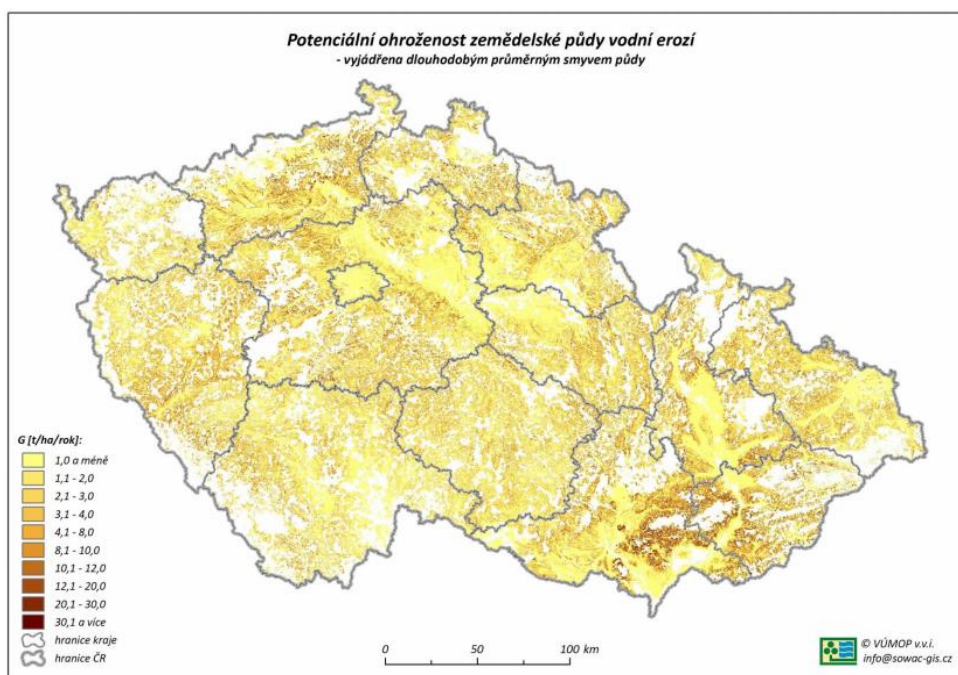 Potenciální ohroženost zemědelské půdy vodní erozí
- vyjádřena dlouhodobým průměrným smyvem půdy
G [t/ha/rok]:
1,0 a méně
1,1 - 2,0
2,1 - 3,0
3,1 - 4,0
4,1 - 8,0
8,1 - 10,0
10,1 - 12,0
12,1 - 20,0
20,1 - 30,0
30,1 a více
hranice kraje
hranice ČR
0 50 100 km
© VÚMOP v.v.i.
info@sowac-gis.cz